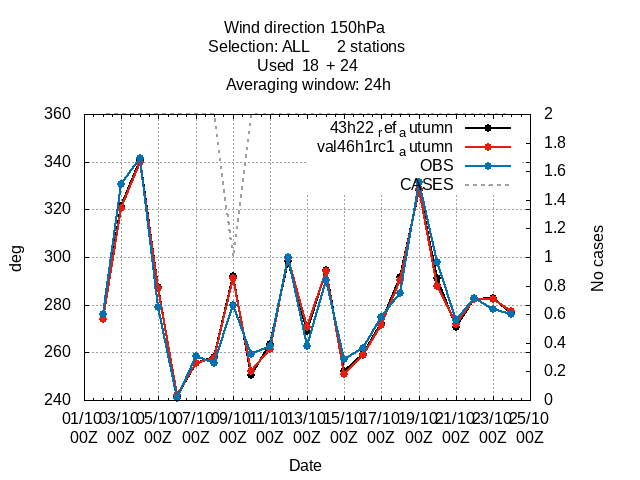 Wind direction 150hPa
Selection: ALL 2 stations
Used 18 + 24
Averaging window: 24h
360 2
43h22 ref a utumn
val46h1rc1 a utumn
OBS
CASES
340
320
300
280
260
240
1.8
1.6
1.4
1.2
1
0.8
0.6
0.4
0.2
0
deg
No cases
01/10 03/10 05/10 07/10 09/10 11/10 13/10 15/10 17/10 19/10 21/10 23/10 25/10
00Z 00Z 00Z 00Z 00Z 00Z 00Z 00Z 00Z 00Z 00Z 00Z 00Z
Date